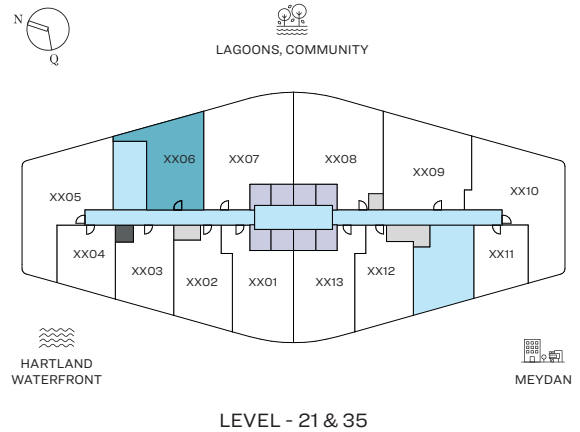 N
Q
LAGOONS, COMMUNITY
XX06
XX07
XX08
XX09
XX05
XX10
XX04
XX03
XX02
XX01
XX13
XX12
XX11
HARTLAND
WATERFRONT
MEYDAN
LEVEL - 21 & 35